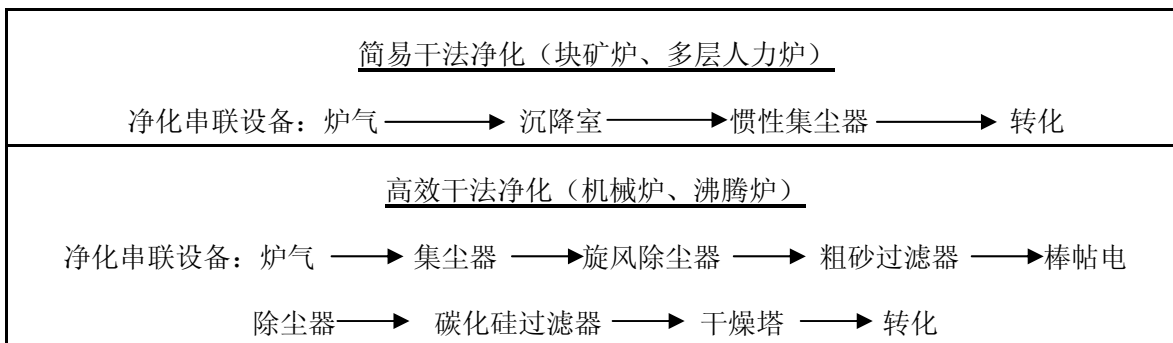 简易干法净化（块矿炉、多层人力炉）
净化串联设备：炉气 沉降室 惯性集尘器 转化
高效干法净化（机械炉、沸腾炉）
净化串联设备：炉气 集尘器 旋风除尘器 粗砂过滤器 棒帖电
除尘器 碳化硅过滤器 干燥塔 转化